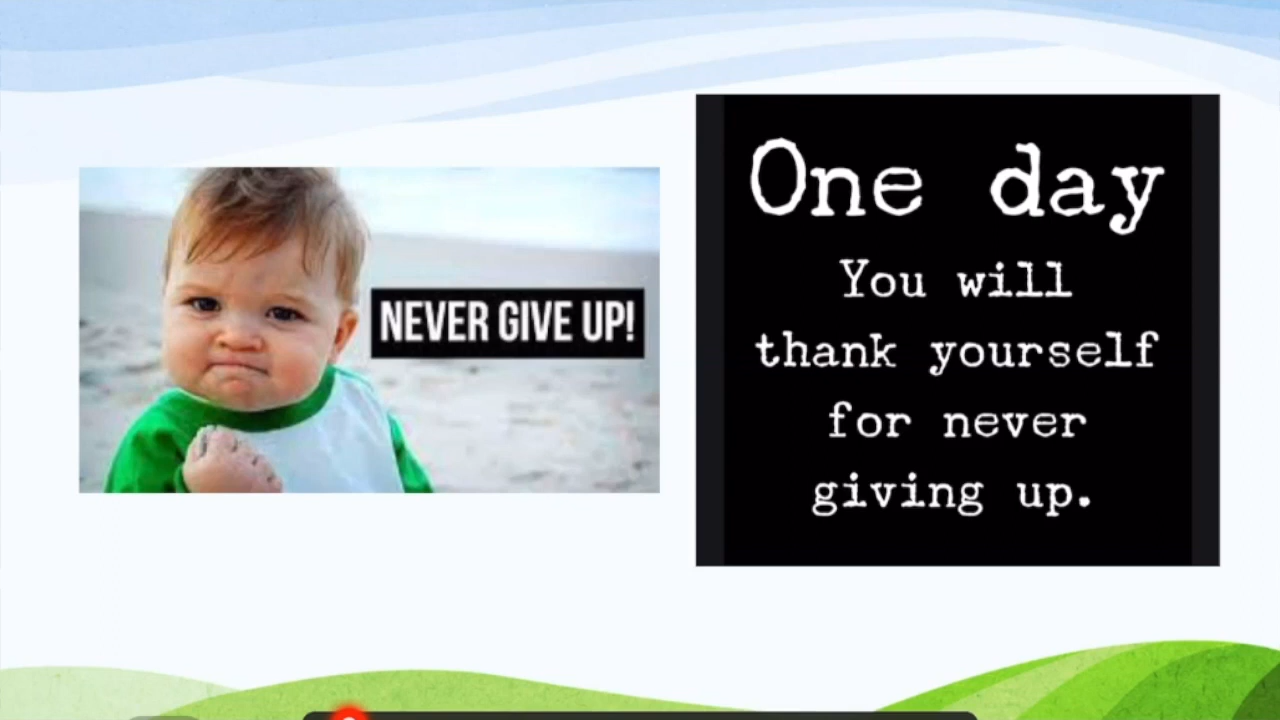 NEVER GIVE UP!
One day
You will
thank yourself
for never
giving up.